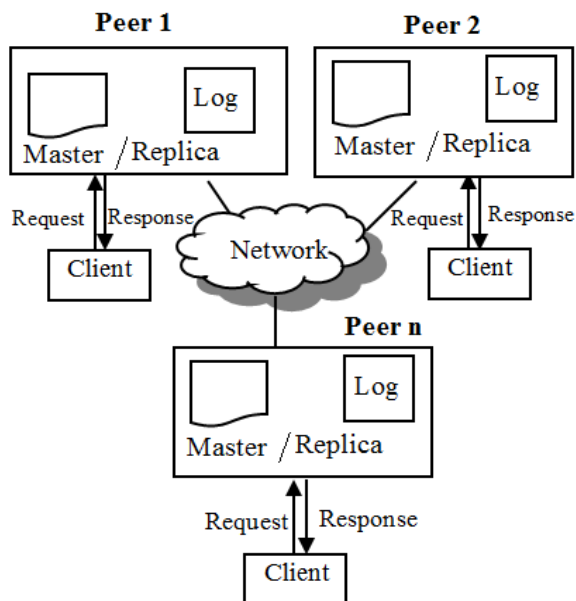 Peer 1
Log
Master / Replica
Request Response
Client
Peer 2
Log
Master / Replica
Request Response
Client
Network
Peer n
Log
Master / Replica
Request Response
Client